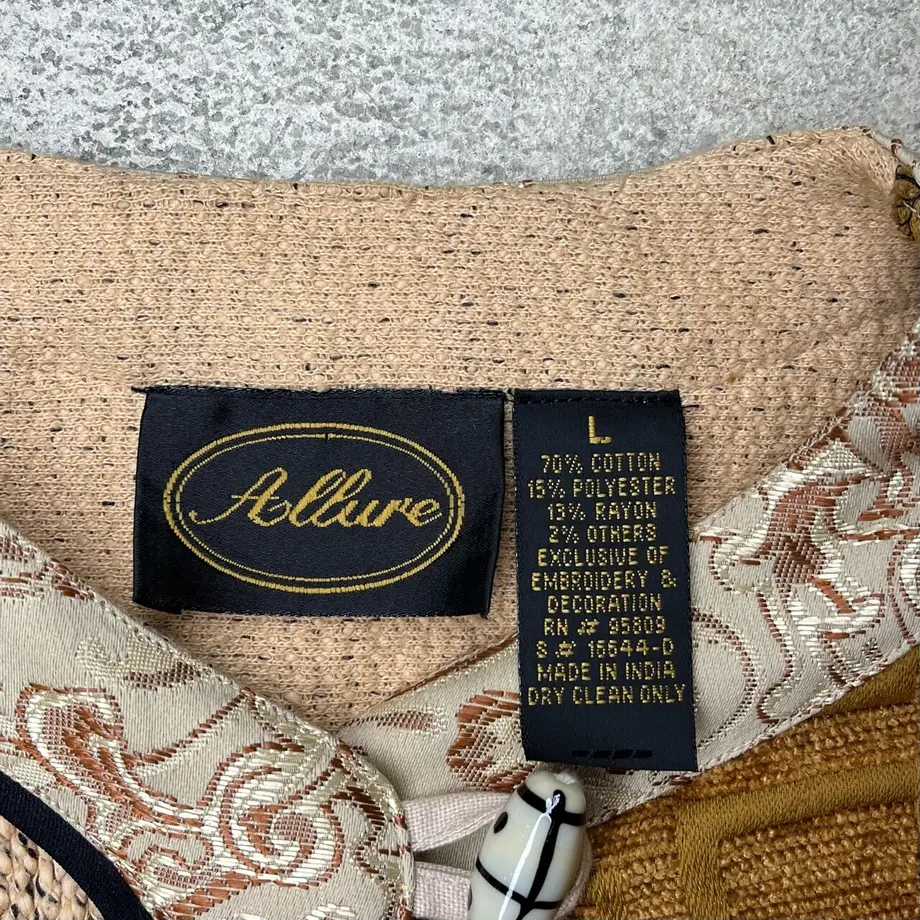 Allure
L
70% COTTON
15% POLYESTER
13% RAYON
2% OTHERS
EXCLUSIVE OF
EMBROIDERY &
DECORATION
RN # 95809
S # 16644-D
MADE IN INDIA
DRY CLEAN ONLY